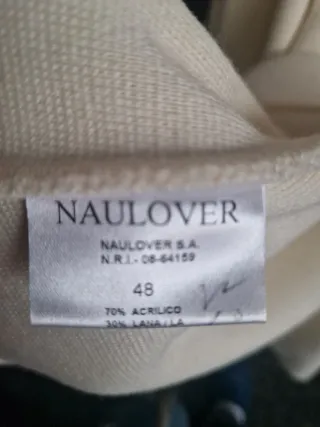 NAULOVER
NAULOVER S.A.
N.R.I.- 08-64159
48
70% ACRILICO
30% LANA / LA